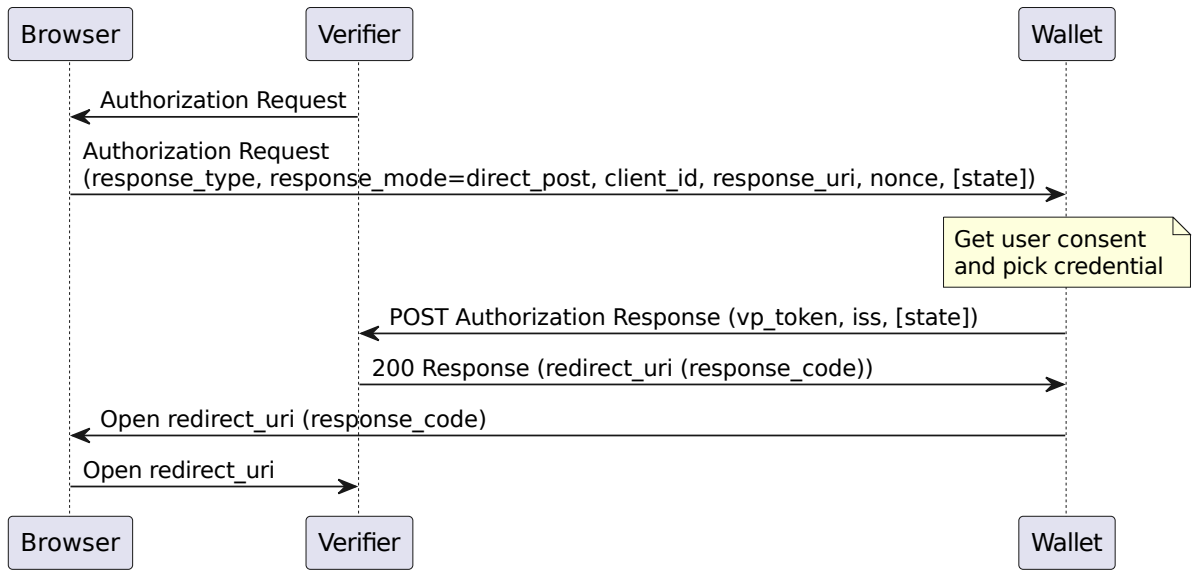 Browser
Verifier
Wallet
Authorization Request
Authorization Request
(response_type, response_mode=direct_post, client_id, response_uri, nonce, [state])
Get user consent
and pick credential
POST Authorization Response (vp_token, iss, [state])
200 Response (redirect_uri (response_code))
Open redirect_uri (response_code)
Open redirect_uri
Browser
Verifier
Wallet